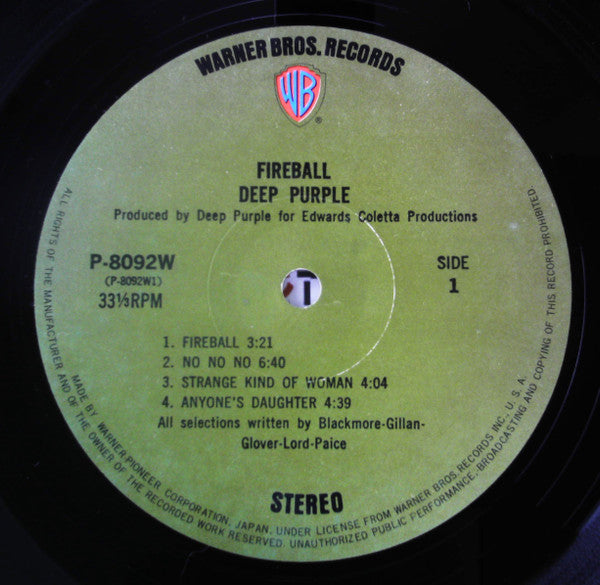 WARNER BROS. RECORDS
WB
®
FIREBALL
DEEP PURPLE
Produced by Deep Purple for Edwards Coletta Productions
P-8092W
(P-8092W1)
33⅓RPM
SIDE
1
1. FIREBALL 3:21
2. NO NO NO 6:40
3. STRANGE KIND OF WOMAN 4:04
4. ANYONE'S DAUGHTER 4:39
All selections written by Blackmore-Gillan-
Glover-Lord-Paice
STEREO
MADE BY WARNER-PIONEER CORPORATION, JAPAN, UNDER LICENSE FROM WARNER BROS. RECORDS INC., U. S. A.
ALL RIGHTS OF THE MANUFACTURER AND OF THE OWNER OF THE RECORDED WORK RESERVED. UNAUTHORIZED PUBLIC PERFORMANCE, BROADCASTING AND COPYING OF THIS RECORD PROHIBITED